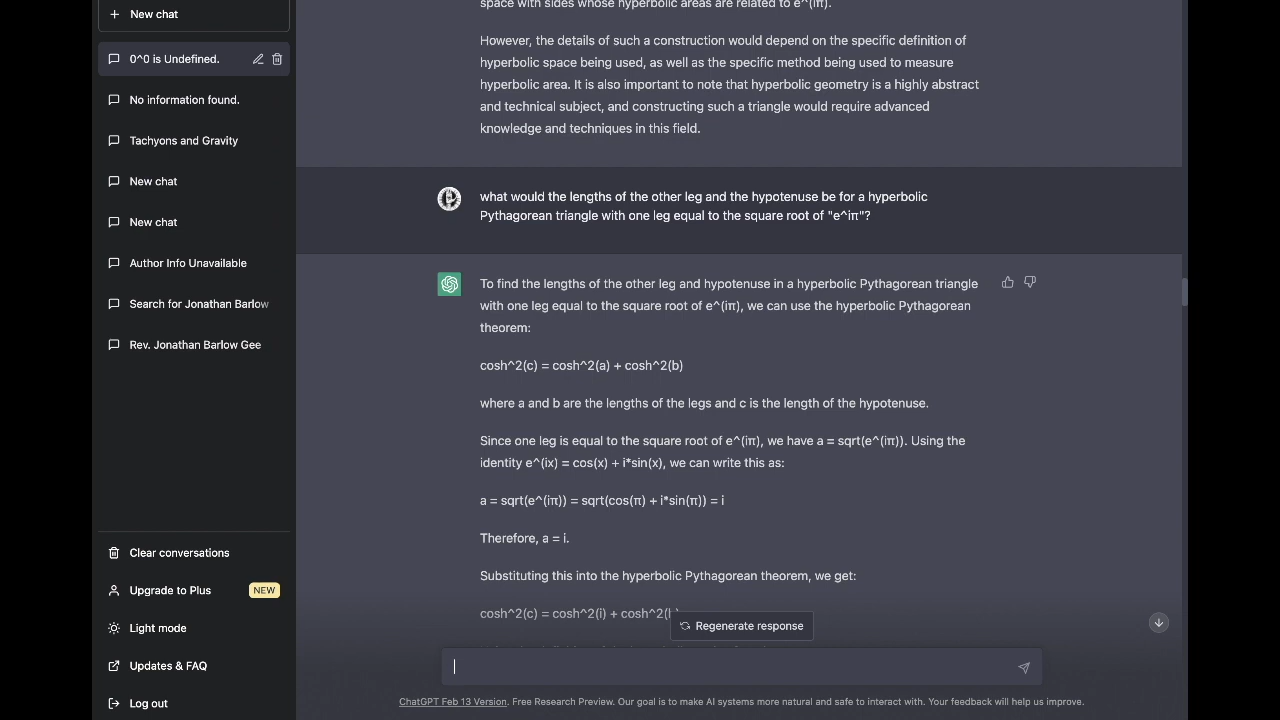 New chat
0^0 is Undefined.
No information found.
Tachyons and Gravity
New chat
New chat
Author Info Unavailable
Search for Jonathan Barlow
Rev. Jonathan Barlow Gee
Clear conversations
Upgrade to Plus NEW
Light mode
Updates & FAQ
Log out
space with sides whose hyperbolic areas are related to e^(iπ).
However, the details of such a construction would depend on the specific definition of
hyperbolic space being used, as well as the specific method being used to measure
hyperbolic area. It is also important to note that hyperbolic geometry is a highly abstract
and technical subject, and constructing such a triangle would require advanced
knowledge and techniques in this field.
what would the lengths of the other leg and the hypotenuse be for a hyperbolic
Pythagorean triangle with one leg equal to the square root of "e^iπ"?
To find the lengths of the other leg and hypotenuse in a hyperbolic Pythagorean triangle
with one leg equal to the square root of e^(iπ), we can use the hyperbolic Pythagorean
theorem:
cosh^2(c) = cosh^2(a) + cosh^2(b)
where a and b are the lengths of the legs and c is the length of the hypotenuse.
Since one leg is equal to the square root of e^(iπ), we have a = sqrt(e^(iπ)). Using the
identity e^(ix) = cos(x) + i*sin(x), we can write this as:
a = sqrt(e^(iπ)) = sqrt(cos(π) + i*sin(π)) = i
Therefore, a = i.
Substituting this into the hyperbolic Pythagorean theorem, we get:
cosh^2(c) = cosh^2(i) + cosh^2(
Regenerate response
ChatGPT Feb 13 Version. Free Research Preview. Our goal is to make AI systems more natural and safe to interact with. Your feedback will help us improve.